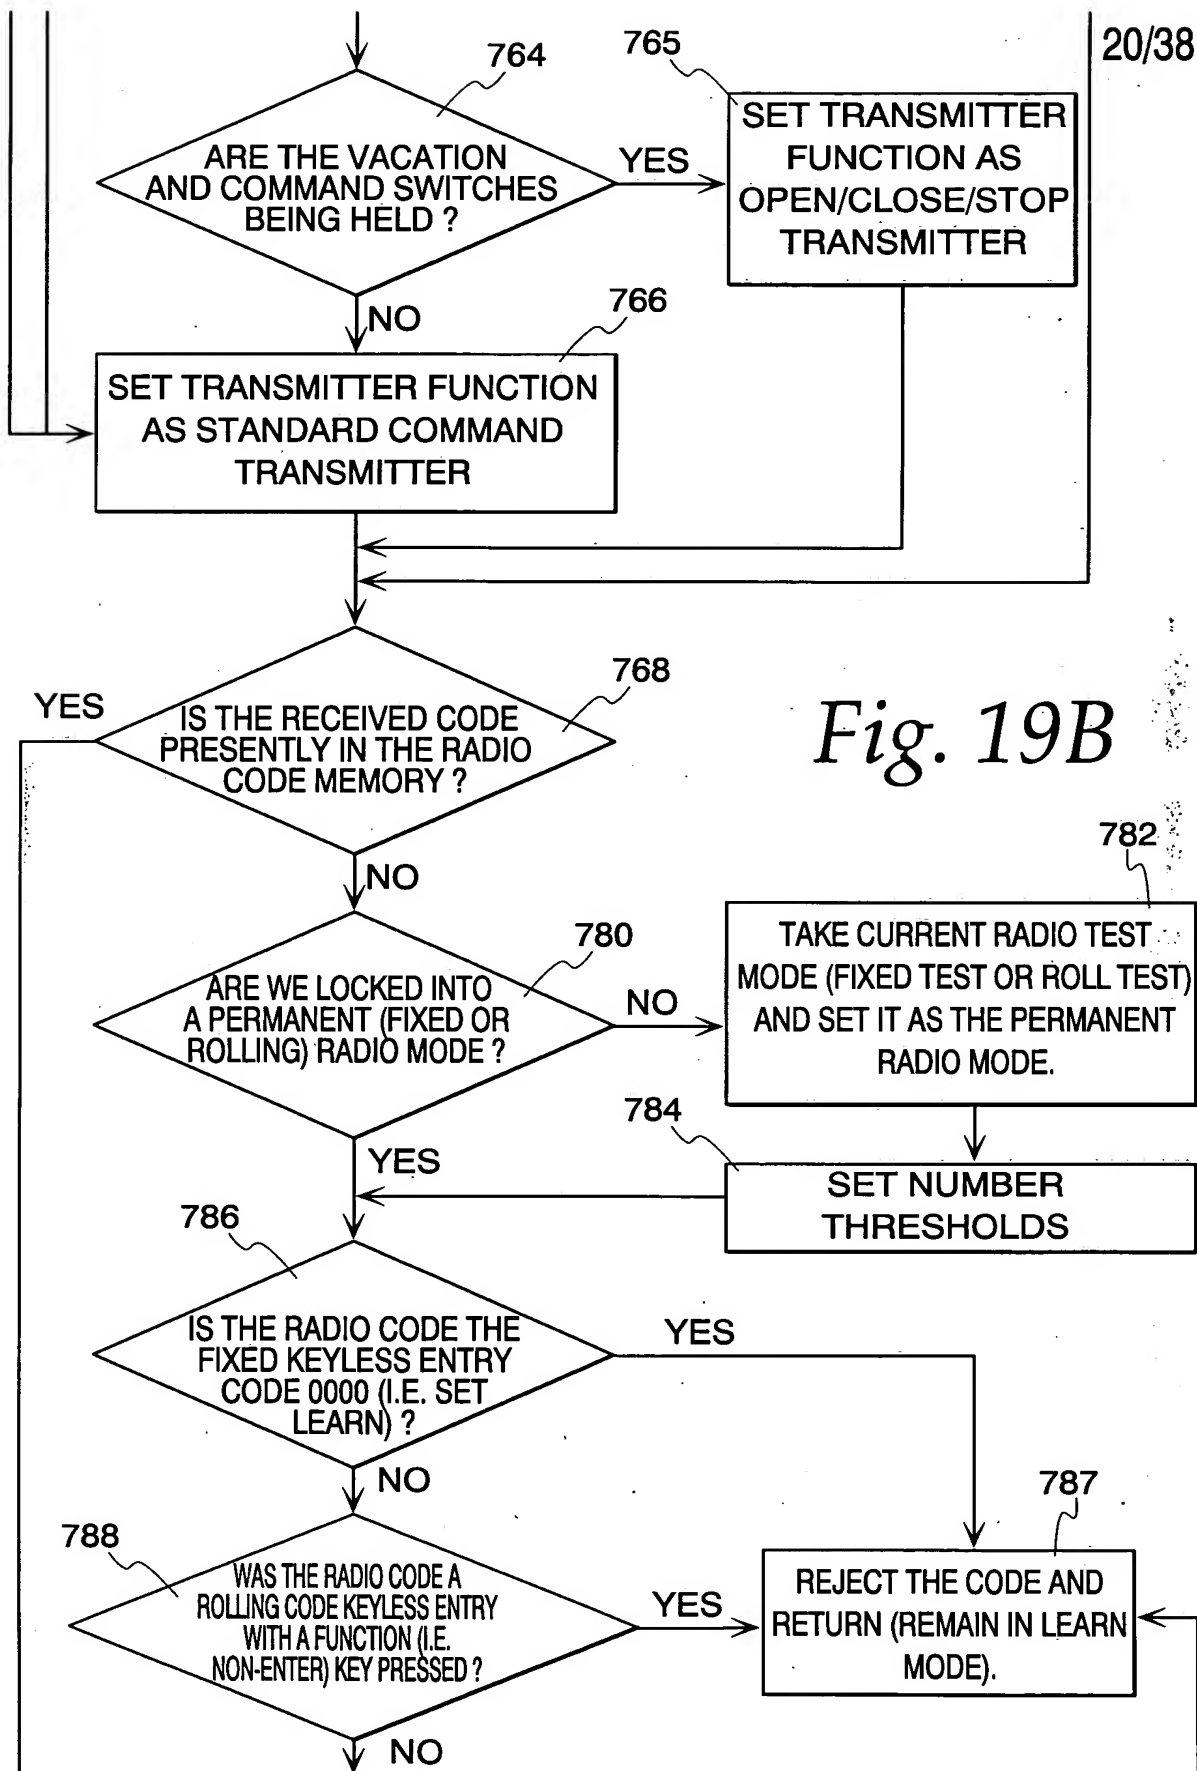 20/38
764
765
ARE THE VACATION
AND COMMAND SWITCHES
BEING HELD ?
YES
SET TRANSMITTER
FUNCTION AS
OPEN/CLOSE/STOP
TRANSMITTER
NO
766
SET TRANSMITTER FUNCTION
AS STANDARD COMMAND
TRANSMITTER
768
YES
IS THE RECEIVED CODE
PRESENTLY IN THE RADIO
CODE MEMORY ?
Fig. 19B
NO
780
ARE WE LOCKED INTO
A PERMANENT (FIXED OR
ROLLING) RADIO MODE ?
NO
782
TAKE CURRENT RADIO TEST
MODE (FIXED TEST OR ROLL TEST)
AND SET IT AS THE PERMANENT
RADIO MODE.
784
SET NUMBER
THRESHOLDS
YES
786
IS THE RADIO CODE THE
FIXED KEYLESS ENTRY
CODE 0000 (I.E. SET
LEARN) ?
YES
NO
788
WAS THE RADIO CODE A
ROLLING CODE KEYLESS ENTRY
WITH A FUNCTION (I.E.
NON-ENTER) KEY PRESSED ?
YES
787
REJECT THE CODE AND
RETURN (REMAIN IN LEARN
MODE).
NO